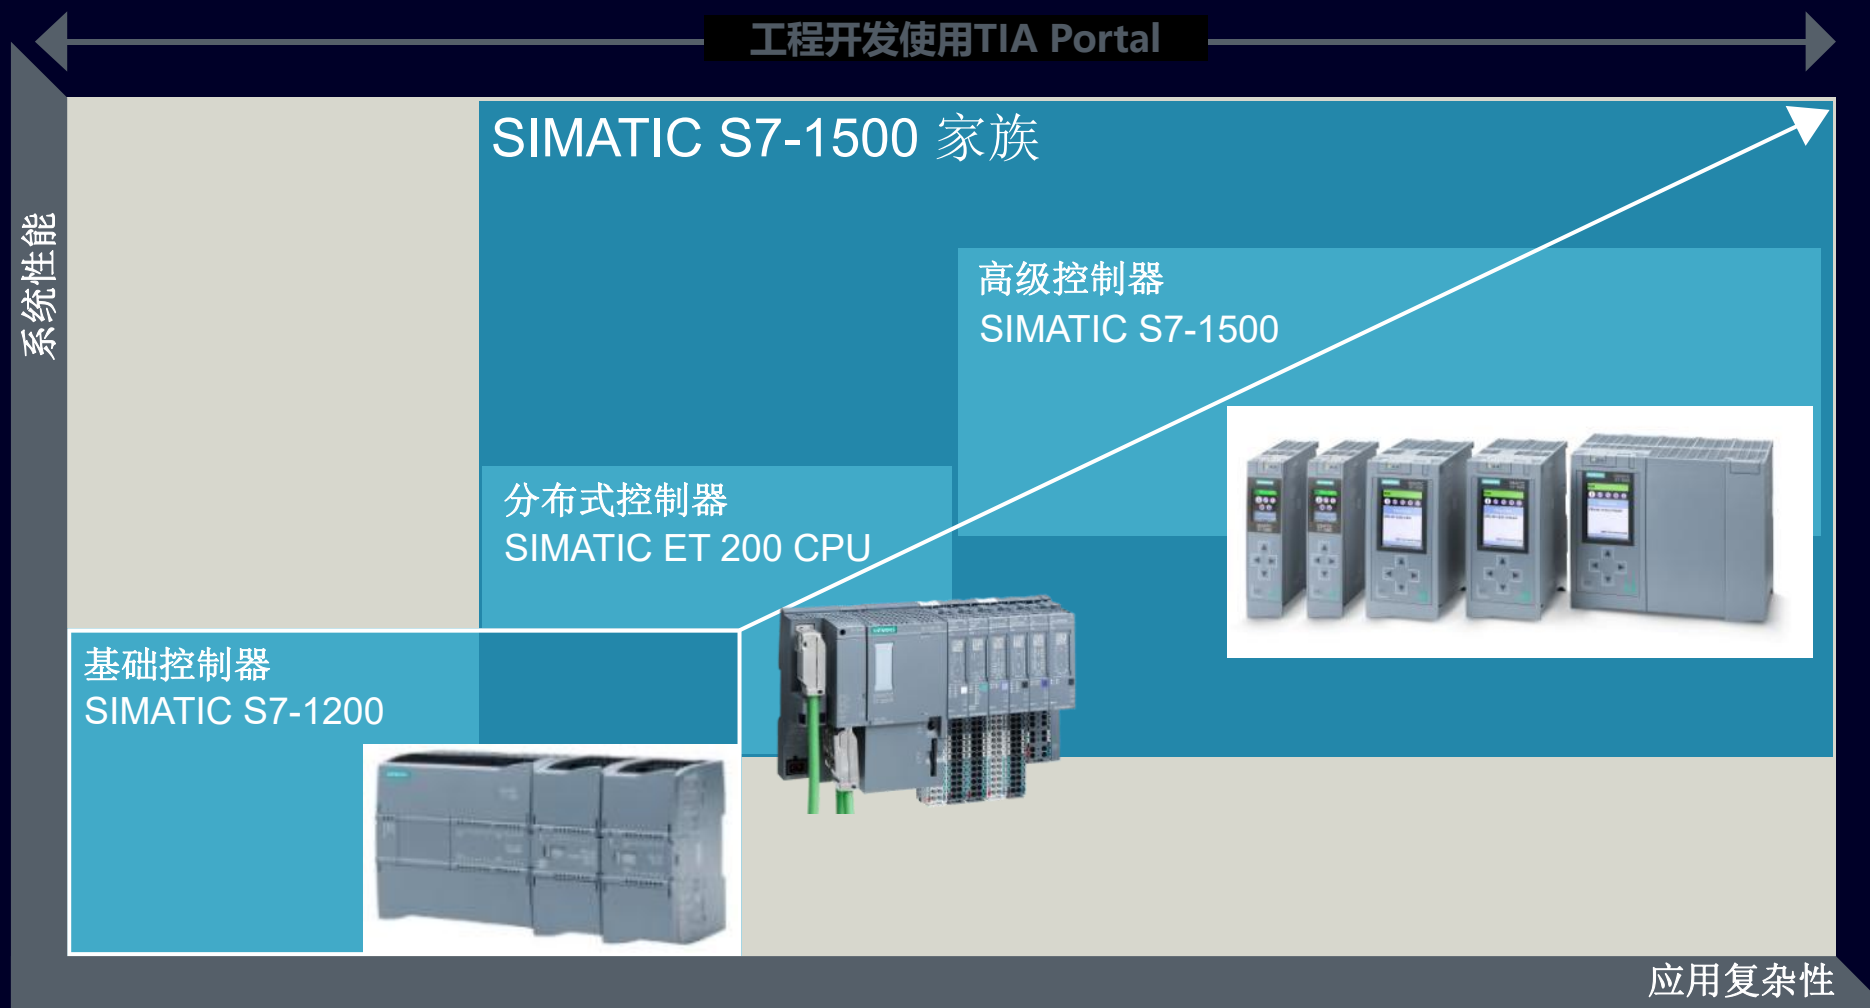 工程开发使用TIA Portal
SIMATIC S7-1500 家族
系统性能
高级控制器
SIMATIC S7-1500
分布式控制器
SIMATIC ET 200 CPU
基础控制器
SIMATIC S7-1200
应用复杂性